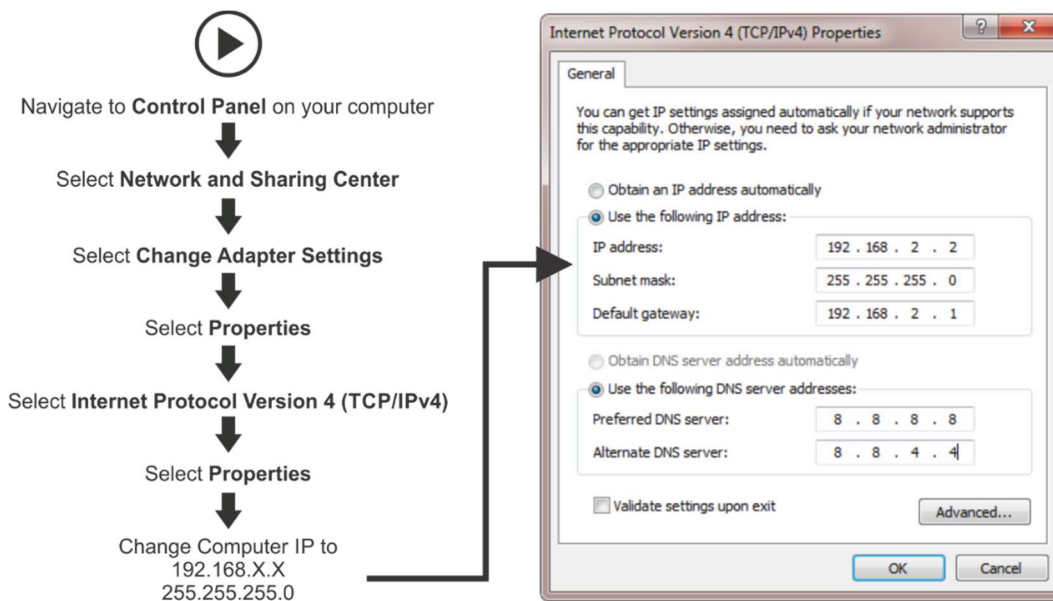 Navigate to Control Panel on your computer
Select Network and Sharing Center
Select Change Adapter Settings
Select Properties
Select Internet Protocol Version 4 (TCP/IPv4)
Select Properties
Change Computer IP to
192.168.X.X
255.255.255.0
Internet Protocol Version 4 (TCP/IPv4) Properties
General
You can get IP settings assigned automatically if your network supports
this capability. Otherwise, you need to ask your network administrator
for the appropriate IP settings.
Obtain an IP address automatically
Use the following IP address:
IP address: 192 . 168 . 2 . 2
Subnet mask: 255 . 255 . 255 . 0
Default gateway: 192 . 168 . 2 . 1
Obtain DNS server address automatically
Use the following DNS server addresses:
Preferred DNS server: 8 . 8 . 8 . 8
Alternate DNS server: 8 . 8 . 4 . 4
Validate settings upon exit
Advanced...
OK Cancel